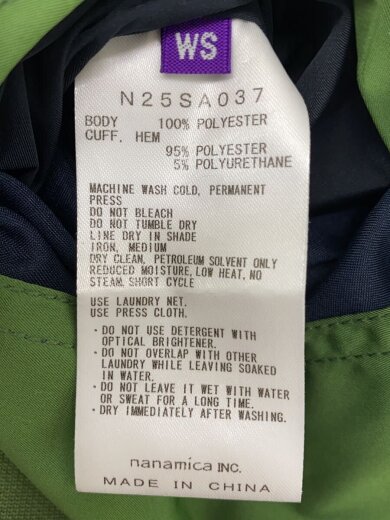 WS
N25SA037
BODY 100% POLYESTER
CUFF. HEM
95% POLYESTER
5% POLYURETHANE
MACHINE WASH COLD, PERMANENT
PRESS
DO NOT BLEACH
DO NOT TUMBLE DRY
LINE DRY IN SHADE
IRON, MEDIUM
DRY CLEAN, PETROLEUM SOLVENT ONLY
REDUCED MOISTURE, LOW HEAT, NO
STEAM, SHORT CYCLE
USE LAUNDRY NET.
USE PRESS CLOTH.
・DO NOT USE DETERGENT WITH
OPTICAL BRIGHTENER.
・DO NOT OVERLAP WITH OTHER
LAUNDRY WHILE LEAVING SOAKED
IN WATER.
・DO NOT LEAVE IT WET WITH WATER
OR SWEAT FOR A LONG TIME.
・DRY IMMEDIATELY AFTER WASHING.
nanamica INC.
MADE IN CHINA